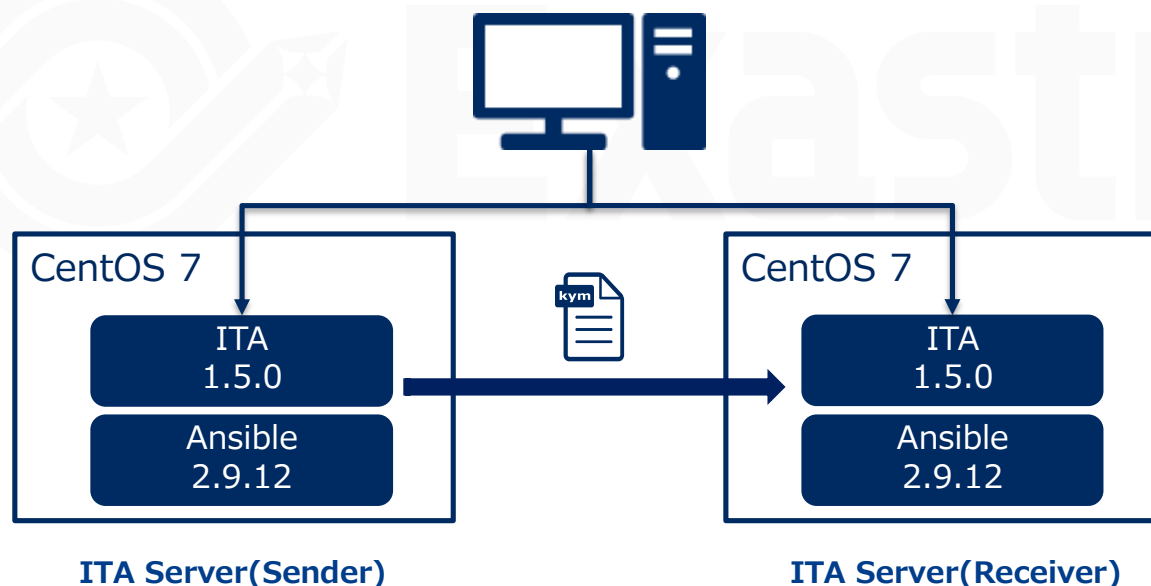 Exast
CentOS 7
ITA
1.5.0
Ansible
2.9.12
kym
CentOS 7
ITA
1.5.0
Ansible
2.9.12
ITA Server(Sender)
ITA Server(Receiver)